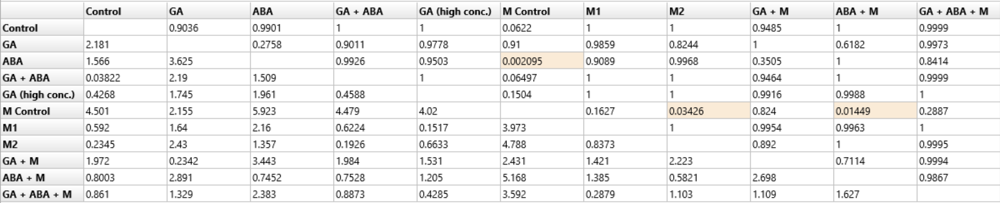 Control GA ABA GA + ABA GA (high conc.) M Control M1 M2 GA + M ABA + M GA + ABA + M
Control 0.9036 0.9901 1 1 0.0622 1 1 0.9485 1 0.9999
GA 2.181 0.2758 0.9011 0.9778 0.91 0.9859 0.8244 1 0.6182 0.9973
ABA 1.566 3.625 0.9926 0.9503 0.002095 0.9089 0.9968 0.3505 1 0.8414
GA + ABA 0.03822 2.19 1.509 1 0.06497 1 1 0.9464 1 0.9999
GA (high conc.) 0.4268 1.745 1.961 0.4588 0.1504 1 1 0.9916 0.9988 1
M Control 4.501 2.155 5.923 4.479 4.02 0.1627 0.03426 0.824 0.01449 0.2887
M1 0.592 1.64 2.16 0.6224 0.1517 3.973 1 0.9954 0.9963 1
M2 0.2345 2.43 1.357 0.1926 0.6633 4.788 0.8373 0.892 1 0.9995
GA + M 1.972 0.2342 3.443 1.984 1.531 2.431 1.421 2.223 0.7114 0.9994
ABA + M 0.8003 2.891 0.7452 0.7528 1.205 5.168 1.385 0.5821 2.698 0.9867
GA + ABA + M 0.861 1.329 2.383 0.8873 0.4285 3.592 0.2879 1.103 1.109 1.627